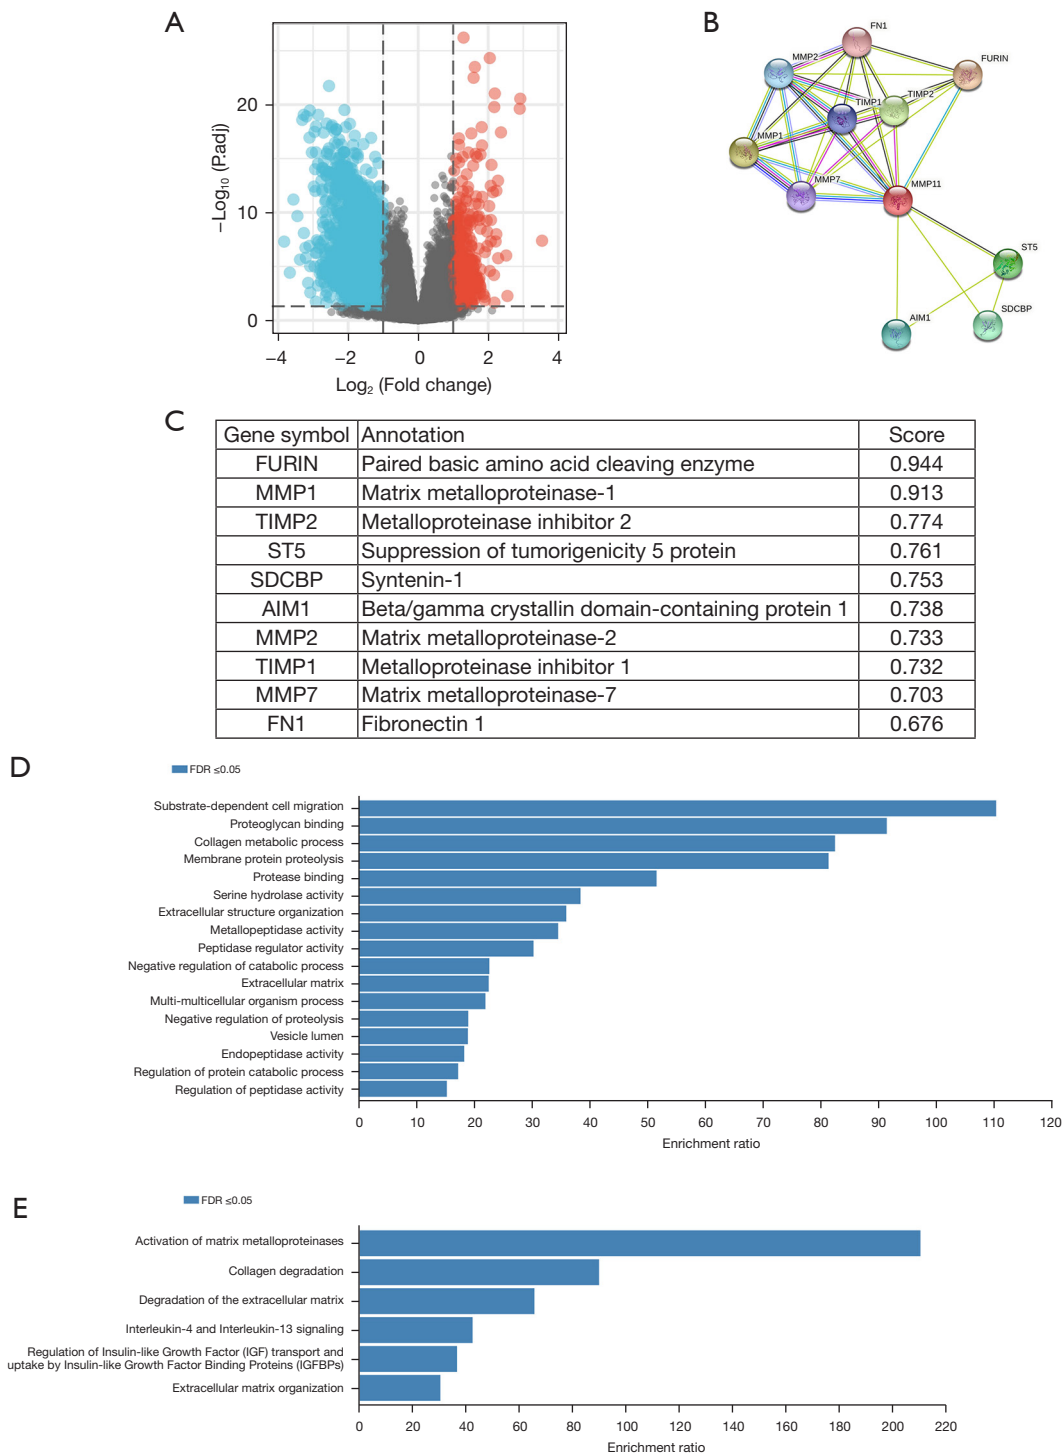 A
−Log10 (P.adj)
20
10
0
−4 −2 0 2 4
Log2 (Fold change)
B
FN1
MMP2
FURIN
TIMP2
TIMP1
MMP1
MMP7
MMP11
ST5
SDCBP
AIM1
C
Gene symbol Annotation Score
FURIN Paired basic amino acid cleaving enzyme 0.944
MMP1 Matrix metalloproteinase-1 0.913
TIMP2 Metalloproteinase inhibitor 2 0.774
ST5 Suppression of tumorigenicity 5 protein 0.761
SDCBP Syntenin-1 0.753
AIM1 Beta/gamma crystallin domain-containing protein 1 0.738
MMP2 Matrix metalloproteinase-2 0.733
TIMP1 Metalloproteinase inhibitor 1 0.732
MMP7 Matrix metalloproteinase-7 0.703
FN1 Fibronectin 1 0.676
D
FDR ≤0.05
Substrate-dependent cell migration
Proteoglycan binding
Collagen metabolic process
Membrane protein proteolysis
Protease binding
Serine hydrolase activity
Extracellular structure organization
Metallopeptidase activity
Peptidase regulator activity
Negative regulation of catabolic process
Extracellular matrix
Multi-multicellular organism process
Negative regulation of proteolysis
Vesicle lumen
Endopeptidase activity
Regulation of protein catabolic process
Regulation of peptidase activity
0 10 20 30 40 50 60 70 80 90 100 110 120
Enrichment ratio
E
FDR ≤0.05
Activation of matrix metalloproteinases
Collagen degradation
Degradation of the extracellular matrix
Interleukin-4 and Interleukin-13 signaling
Regulation of Insulin-like Growth Factor (IGF) transport and
uptake by Insulin-like Growth Factor Binding Proteins (IGFBPs)
Extracellular matrix organization
0 20 40 60 80 100 120 140 160 180 200 210 220
Enrichment ratio